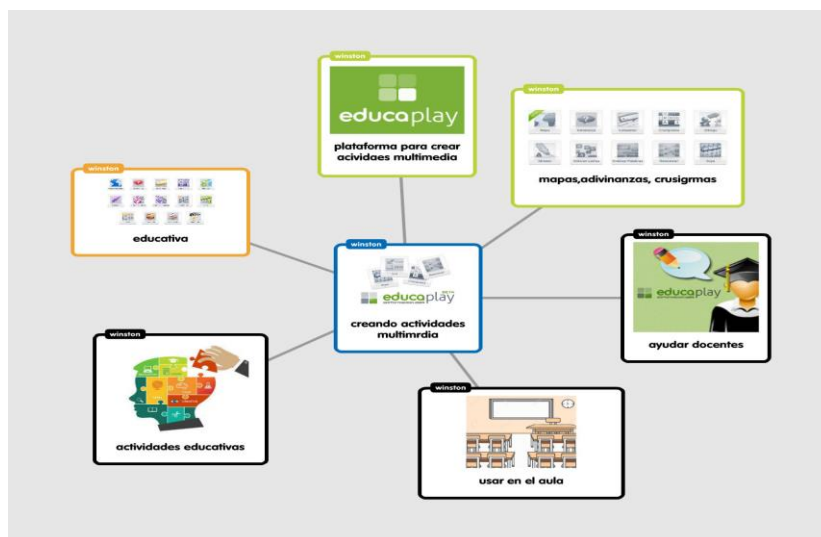 winston
educaplay
plataforma para crear
acividaes multimedia
winston
mapas,adivinanzas, crusigrmas
winston
educativa
winston
BETA
educaplay
creando actividades
multimrdia
winston
educaplay
ayudar docentes
winston
actividades educativas
winston
usar en el aula